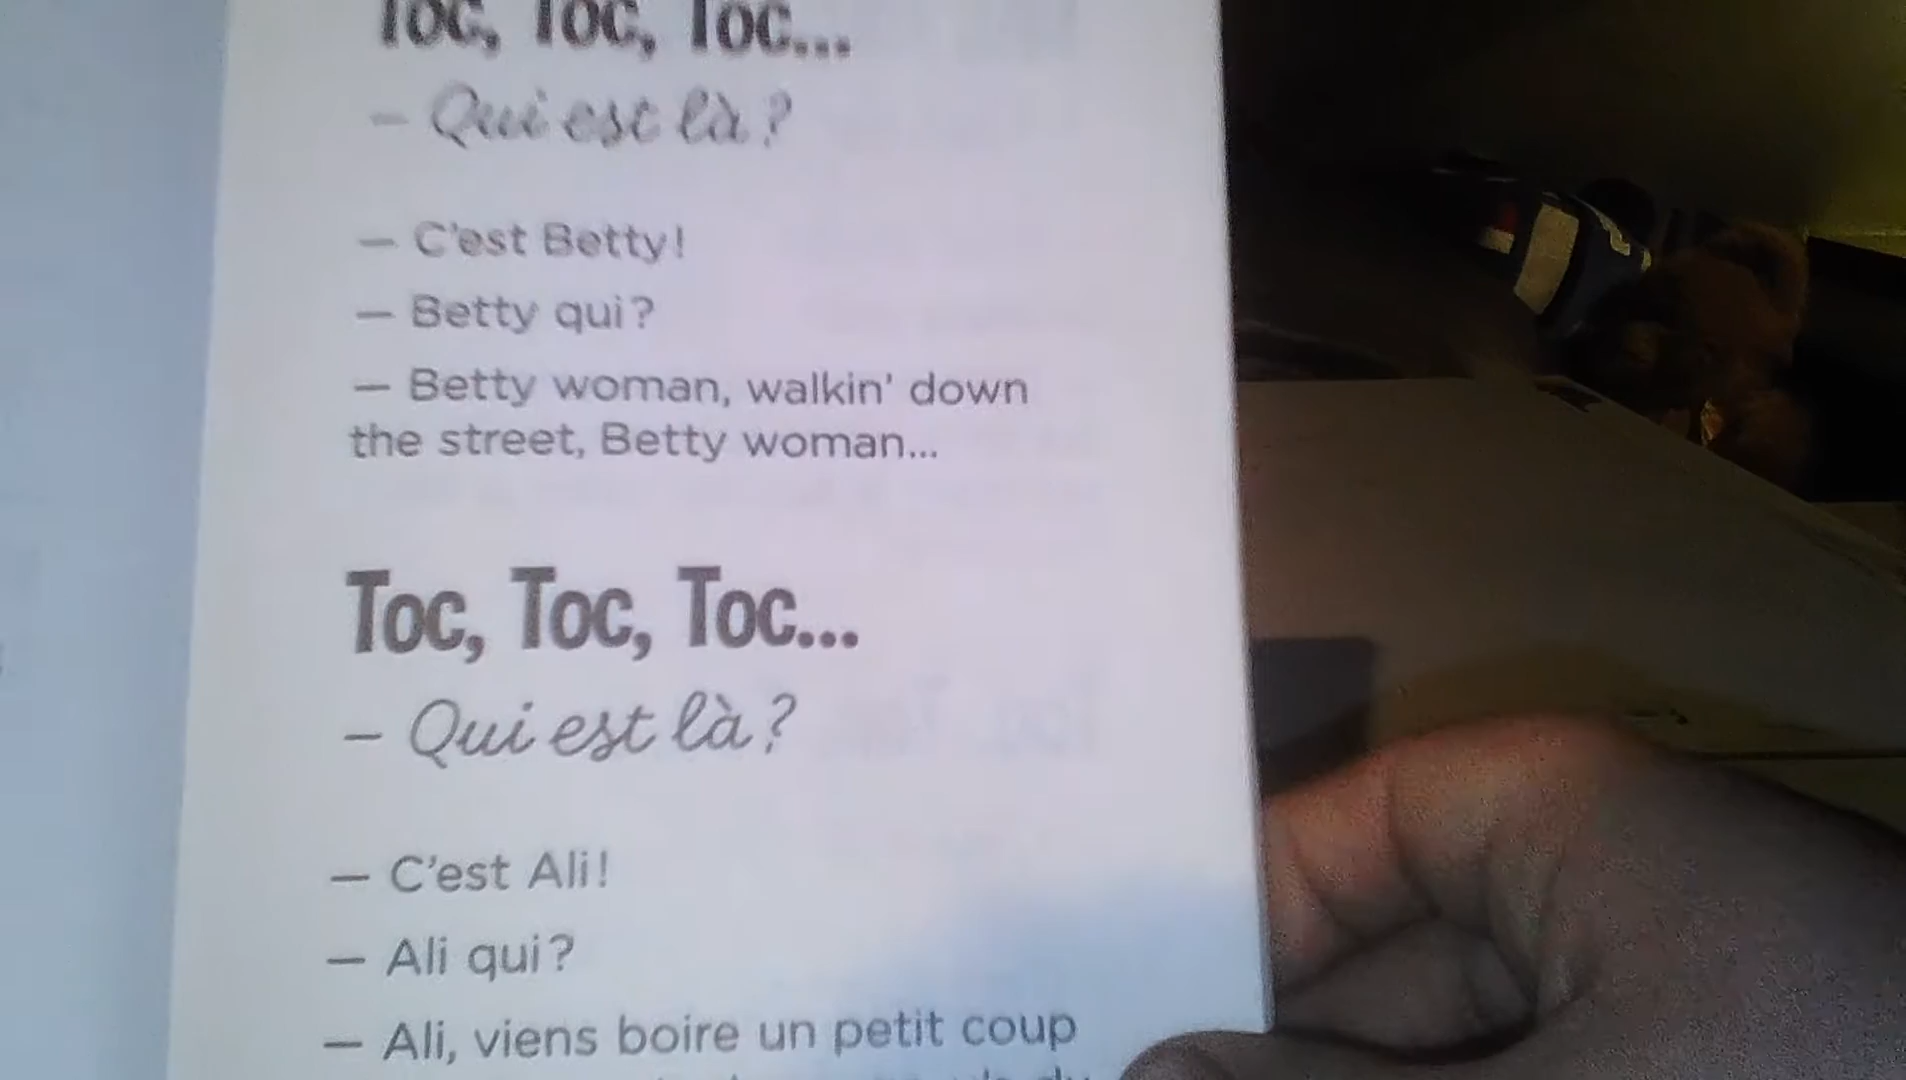 Toc, Toc, Toc...
– Qui est là ?
— C'est Betty !
— Betty qui ?
— Betty woman, walkin' down
the street, Betty woman...
Toc, Toc, Toc...
– Qui est là ?
— C'est Ali !
— Ali qui ?
— Ali, viens boire un petit coup